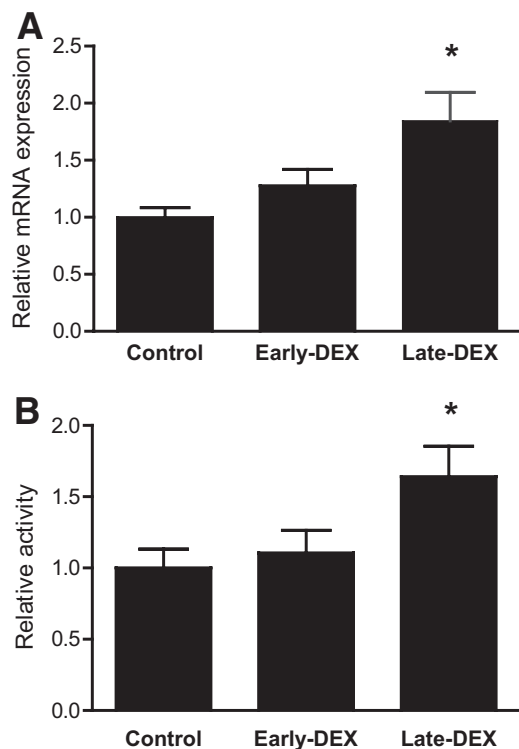 A
Relative mRNA expression
2.5
*
2.0
1.5
1.0
0.5
0.0
Control Early-DEX Late-DEX
B
Relative activity
2.0
*
1.5
1.0
0.5
0.0
Control Early-DEX Late-DEX